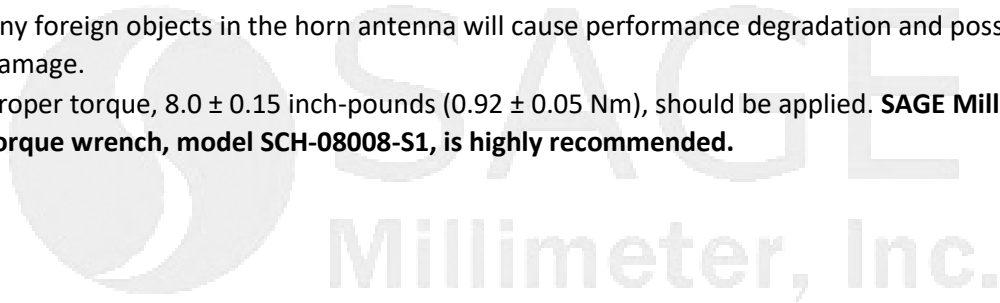 ny foreign objects in the horn antenna will cause performance degradation and poss
amage.
roper torque, 8.0 ± 0.15 inch-pounds (0.92 ± 0.05 Nm), should be applied. SAGE Mill
orque wrench, model SCH-08008-S1, is highly recommended.
SAGE
Millimeter, Inc.